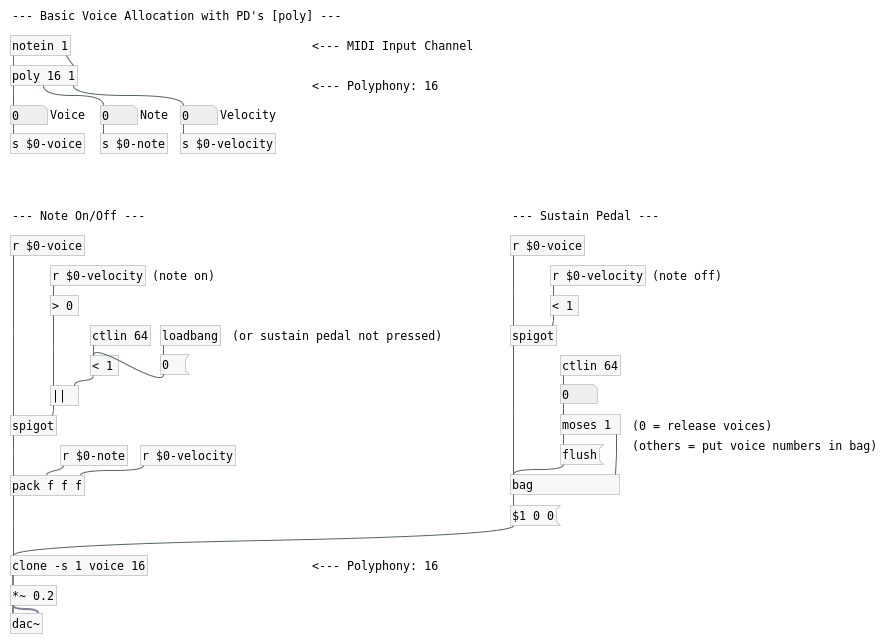 --- Basic Voice Allocation with PD's [poly] ---
notein 1
<--- MIDI Input Channel
poly 16 1
<--- Polyphony: 16
0 Voice
0 Note
0 Velocity
s $0-voice
s $0-note
s $0-velocity
--- Note On/Off ---
r $0-voice
r $0-velocity (note on)
> 0
ctlin 64
loadbang
(or sustain pedal not pressed)
< 1
0
||
spigot
r $0-note
r $0-velocity
pack f f f
--- Sustain Pedal ---
r $0-voice
r $0-velocity (note off)
< 1
spigot
ctlin 64
0
moses 1
(0 = release voices)
(others = put voice numbers in bag)
flush
bag
$1 0 0
clone -s 1 voice 16
<--- Polyphony: 16
*~ 0.2
dac~